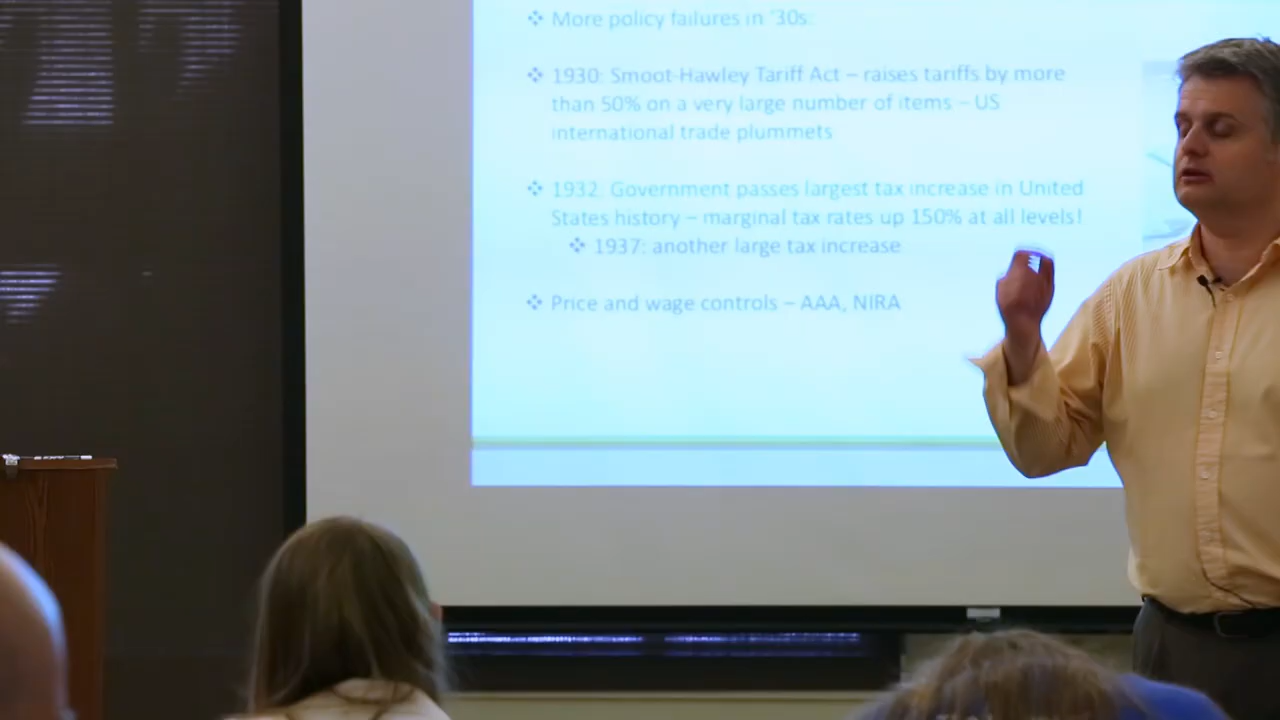 ❖ More policy failures in '30s:
❖ 1930: Smoot-Hawley Tariff Act – raises tariffs by more
than 50% on a very large number of items – US
international trade plummets
❖ 1932: Government passes largest tax increase in United
States history – marginal tax rates up 150% at all levels!
❖ 1937: another large tax increase
❖ Price and wage controls – AAA, NIRA